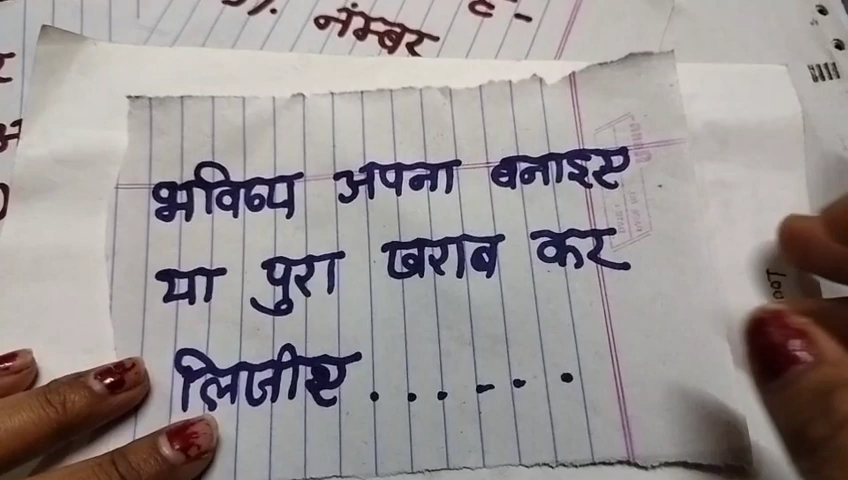 नंम्बर
भविष्य अपना बनाइए
या पुरा खराब कर
लिजीए . . . - . .